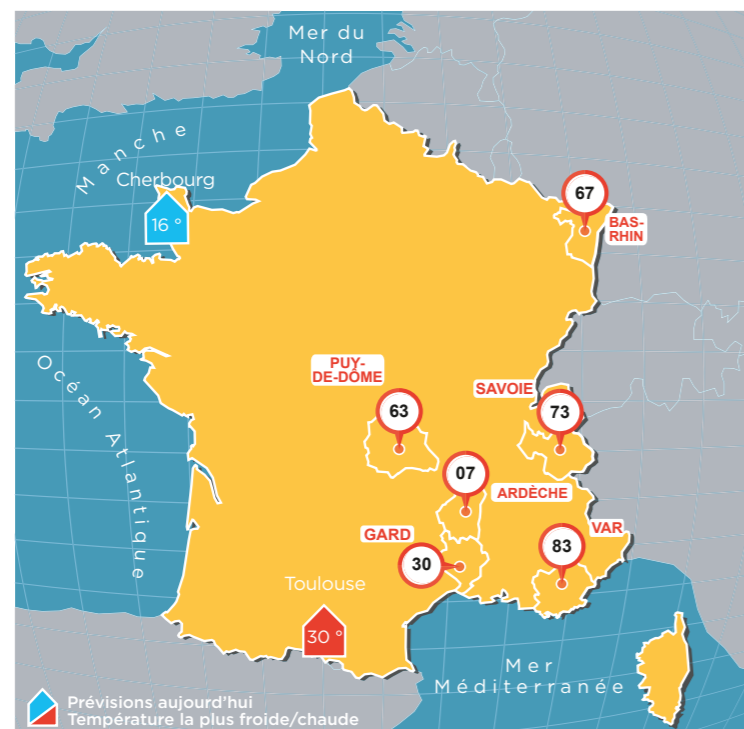 Mer du
Nord
Manche
Cherbourg
16 °
67
BAS-
RHIN
Océan Atlantique
PUY-
DE-DÔME
63
SAVOIE
73
07
ARDÈCHE
GARD
30
VAR
83
Toulouse
30 °
Mer
Méditerranée
Prévisions aujourd'hui
Température la plus froide/chaude